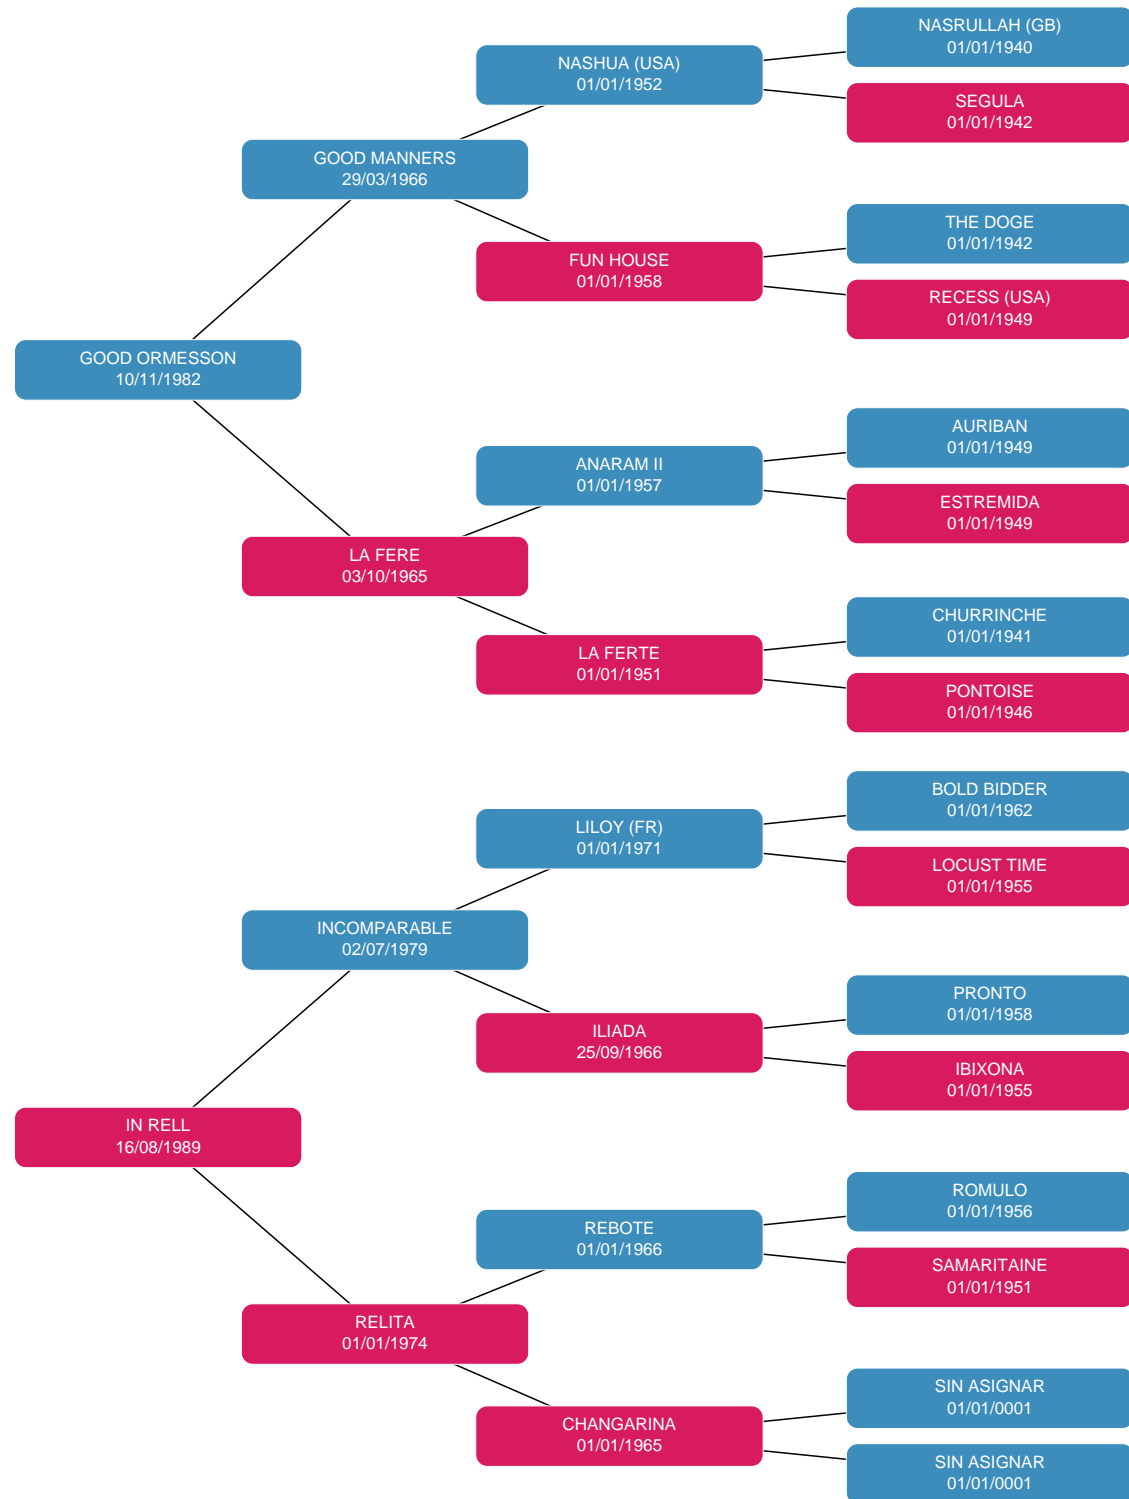 NASRULLAH (GB)
01/01/1940
NASHUA (USA)
01/01/1952
SEGULA
01/01/1942
GOOD MANNERS
29/03/1966
THE DOGE
01/01/1942
FUN HOUSE
01/01/1958
RECESS (USA)
01/01/1949
GOOD ORMESSON
10/11/1982
AURIBAN
01/01/1949
ANARAM II
01/01/1957
ESTREMIDA
01/01/1949
LA FERE
03/10/1965
CHURRINCHE
01/01/1941
LA FERTE
01/01/1951
PONTOISE
01/01/1946
BOLD BIDDER
01/01/1962
LILOY (FR)
01/01/1971
LOCUST TIME
01/01/1955
INCOMPARABLE
02/07/1979
PRONTO
01/01/1958
ILIADA
25/09/1966
IBIXONA
01/01/1955
IN RELL
16/08/1989
ROMULO
01/01/1956
REBOTE
01/01/1966
SAMARITAINE
01/01/1951
RELITA
01/01/1974
SIN ASIGNAR
01/01/0001
CHANGARINA
01/01/1965
SIN ASIGNAR
01/01/0001